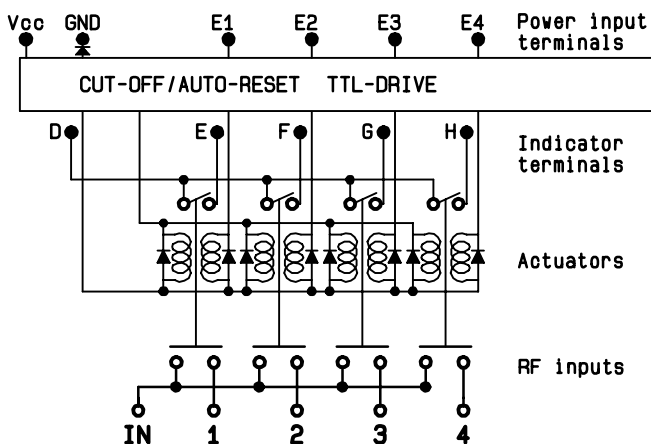 Vcc GND E1 E2 E3 E4 Power input
terminals
CUT-OFF/AUTO-RESET TTL-DRIVE
D E F G H Indicator
terminals
Actuators
RF inputs
IN 1 2 3 4